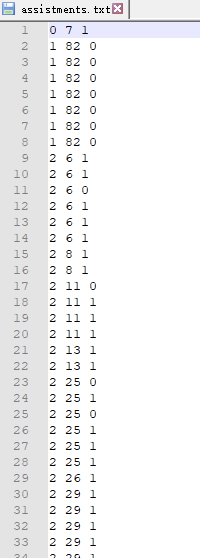 assistments.txt
1 0 7 1
2 1 82 0
3 1 82 0
4 1 82 0
5 1 82 0
6 1 82 0
7 1 82 0
8 1 82 0
9 2 6 1
10 2 6 1
11 2 6 0
12 2 6 1
13 2 6 1
14 2 6 1
15 2 8 1
16 2 8 1
17 2 11 0
18 2 11 1
19 2 11 1
20 2 11 1
21 2 13 1
22 2 13 1
23 2 25 0
24 2 25 1
25 2 25 0
26 2 25 1
27 2 25 1
28 2 25 1
29 2 26 1
30 2 29 1
31 2 29 1
32 2 29 1
33 2 29 1
34 2 29 1